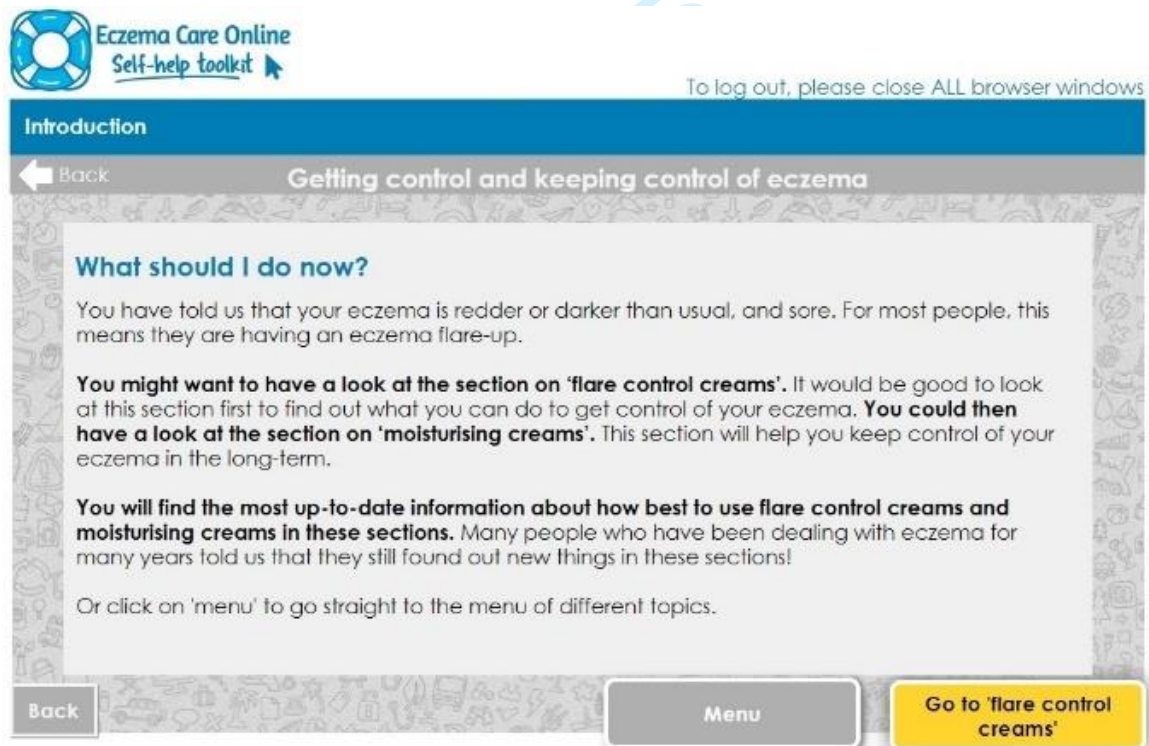 Eczema Care Online
Self-help toolkit
To log out, please close ALL browser windows
Introduction
Back
Getting control and keeping control of eczema
What should I do now?
You have told us that your eczema is redder or darker than usual, and sore. For most people, this
means they are having an eczema flare-up.
You might want to have a look at the section on 'flare control creams'. It would be good to look
at this section first to find out what you can do to get control of your eczema. You could then
have a look at the section on 'moisturising creams'. This section will help you keep control of your
eczema in the long-term.
You will find the most up-to-date information about how best to use flare control creams and
moisturising creams in these sections. Many people who have been dealing with eczema for
many years told us that they still found out new things in these sections!
Or click on 'menu' to go straight to the menu of different topics.
Back
Menu
Go to 'flare control
creams'